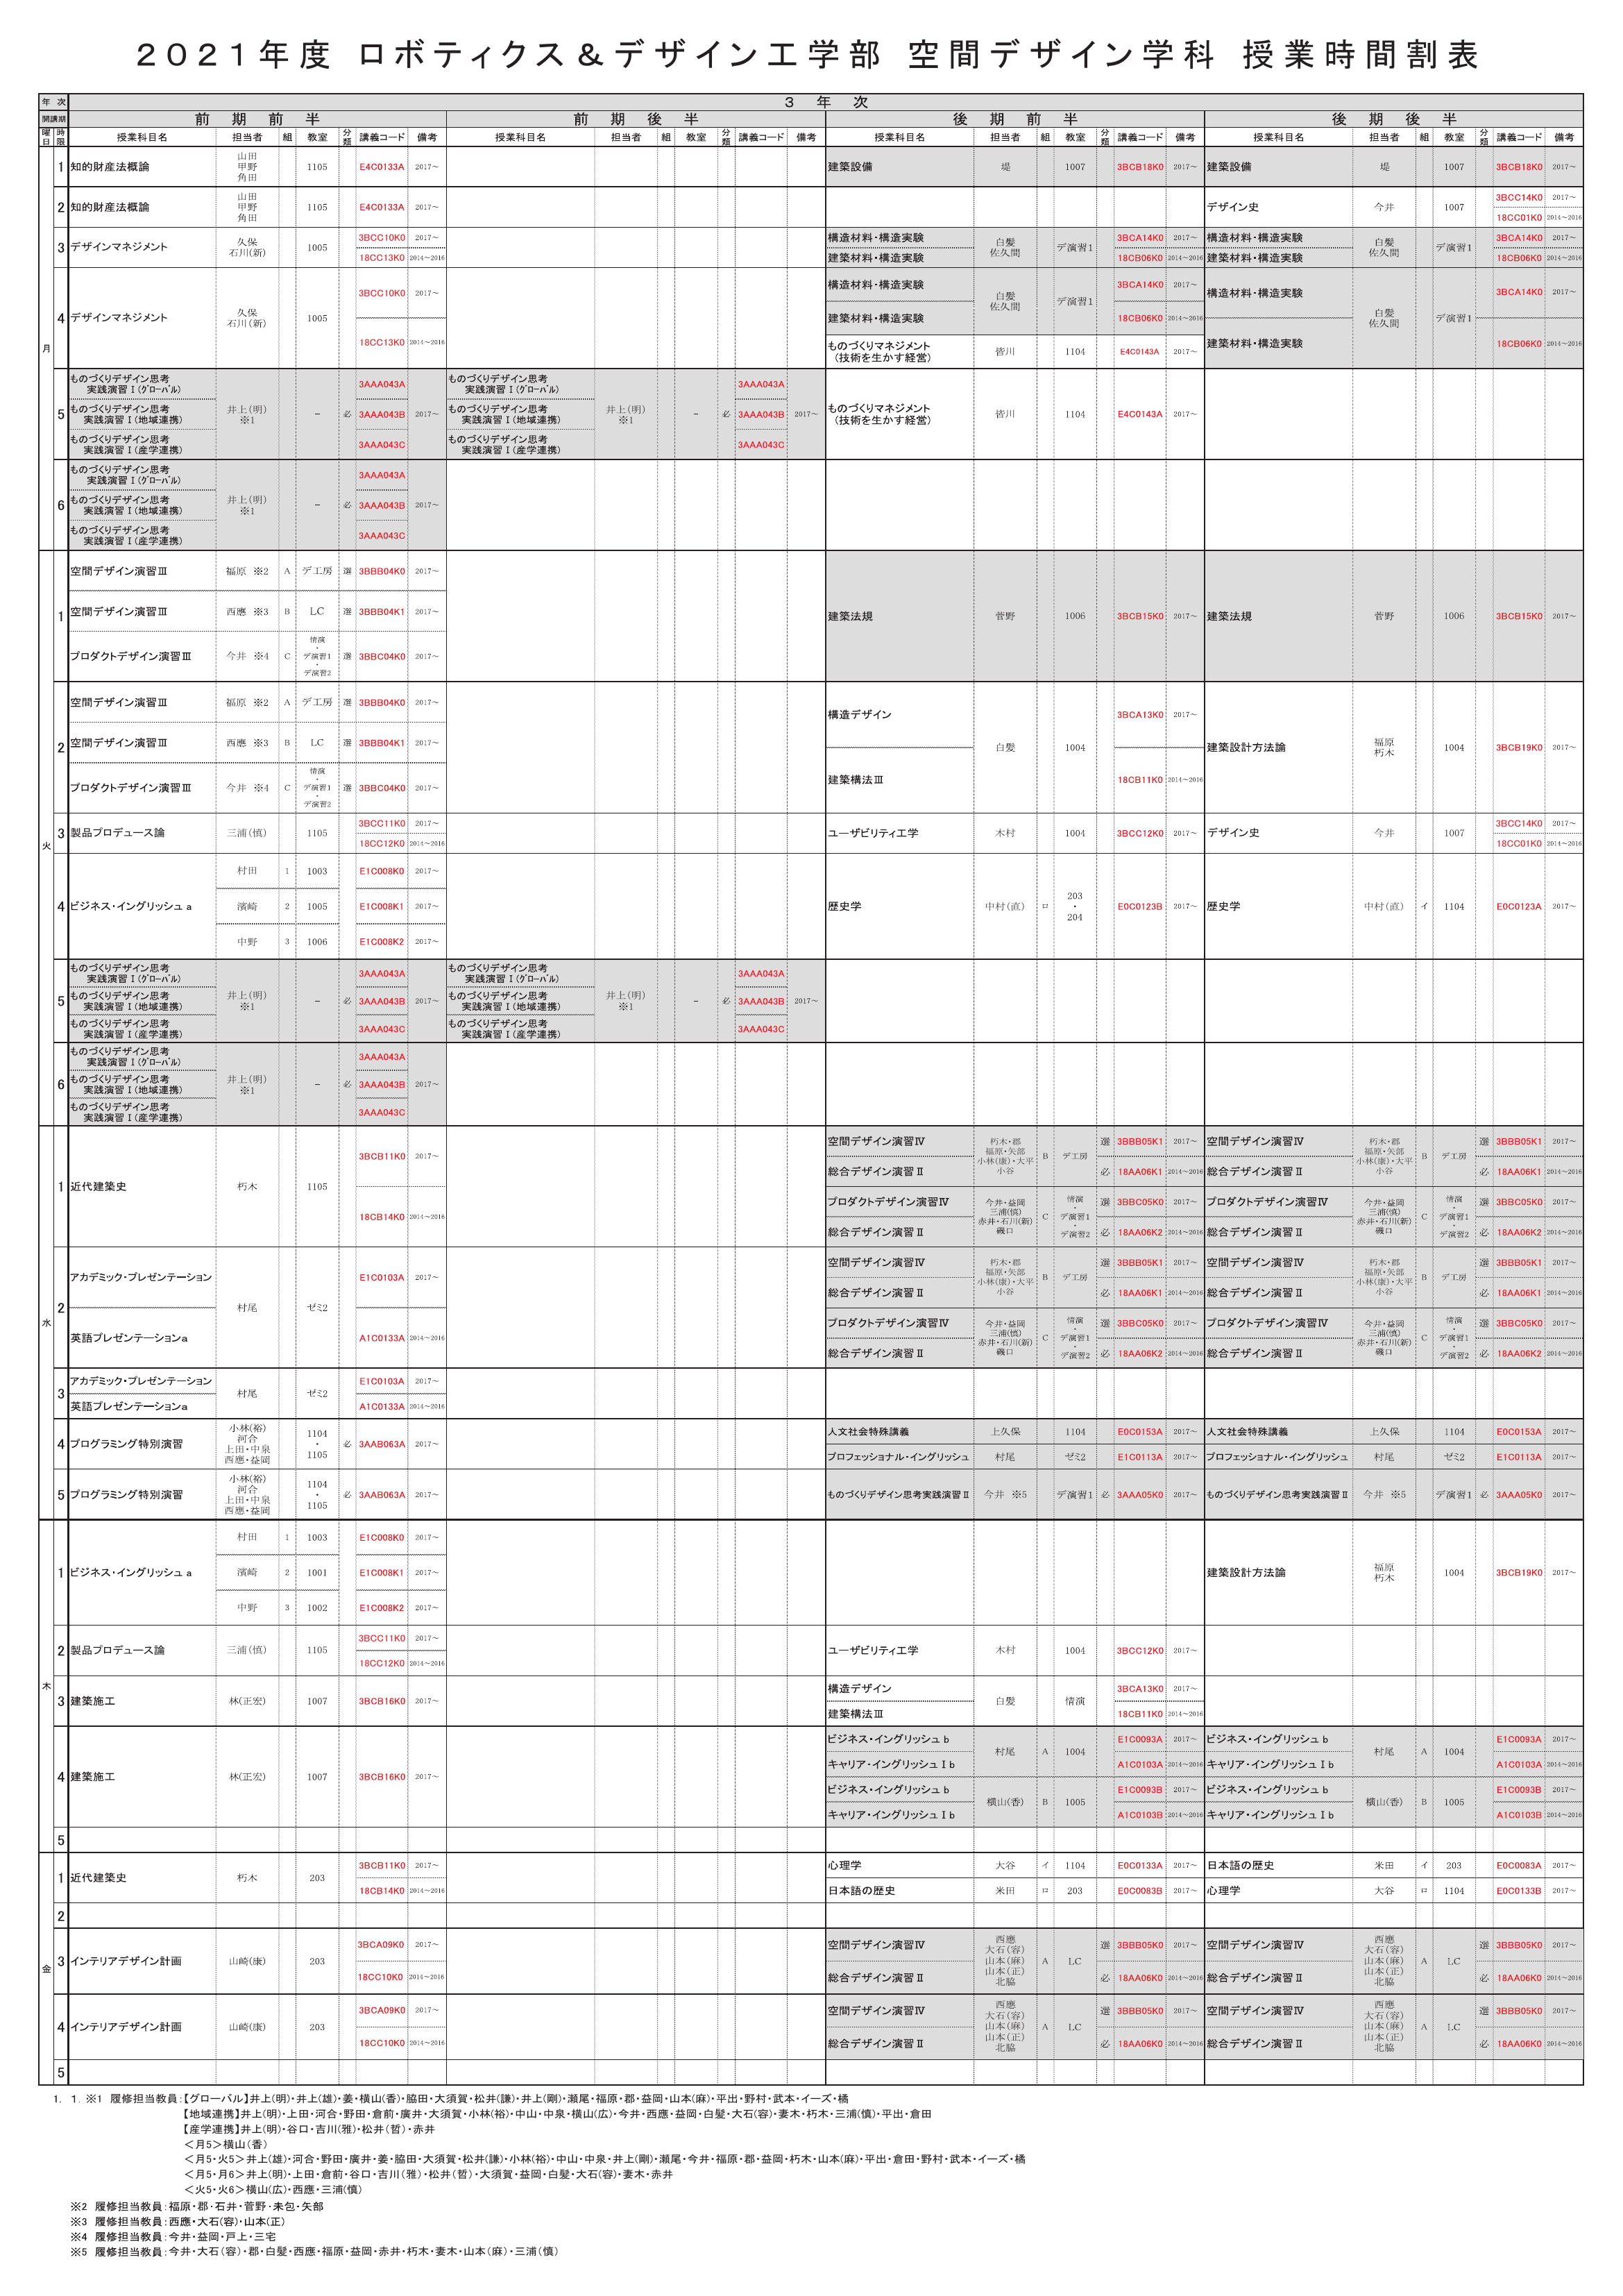 ２０２１年度 ロボティクス＆デザイン工学部 空間デザイン学科 授業時間割表
年 次 3 年 次
開講期 前 期 前 半 前 期 後 半 後 期 前 半 後 期 後 半
曜日 時限 授業科目名 担当者 組 教室 分類 講義コード 備考 授業科目名 担当者 組 教室 分類 講義コード 備考 授業科目名 担当者 組 教室 分類 講義コード 備考 授業科目名 担当者 組 教室 分類 講義コード 備考
月
1 知的財産法概論 山田 甲野 角田 1105 E4C0133A 2017～ 建築設備 堤 1007 3BCB18K0 2017～ 建築設備 堤 1007 3BCB18K0 2017～
2 知的財産法概論 山田 甲野 角田 1105 E4C0133A 2017～ デザイン史 今井 1007 3BCC14K0 2017～
18CC01K0 2014～2016
3 デザインマネジメント 久保 石川(新) 1005 3BCC10K0 2017～ 構造材料・構造実験 白髪 佐久間 デ演習1 3BCA14K0 2017～ 構造材料・構造実験 白髪 佐久間 デ演習1 3BCA14K0 2017～
18CC13K0 2014～2016 建築材料・構造実験 18CB06K0 2014～2016 建築材料・構造実験 18CB06K0 2014～2016
4 デザインマネジメント 久保 石川(新) 1005 3BCC10K0 2017～ 構造材料・構造実験 白髪 佐久間 デ演習1 3BCA14K0 2017～ 構造材料・構造実験 白髪 佐久間 デ演習1 3BCA14K0 2017～
18CC13K0 2014～2016 建築材料・構造実験 18CB06K0 2014～2016 建築材料・構造実験 18CB06K0 2014～2016
ものづくりマネジメント (技術を生かす経営) 皆川 1104 E4C0143A 2017～
5 ものづくりデザイン思考 実践演習Ⅰ(グローバル) 井上(明) ※1 － 必 3AAA043A 2017～ ものづくりデザイン思考 実践演習Ⅰ(グローバル) 井上(明) ※1 － 必 3AAA043A 2017～ ものづくりマネジメント (技術を生かす経営) 皆川 1104 E4C0143A 2017～
ものづくりデザイン思考 実践演習Ⅰ(地域連携) 3AAA043B ものづくりデザイン思考 実践演習Ⅰ(地域連携) 3AAA043B
ものづくりデザイン思考 実践演習Ⅰ(産学連携) 3AAA043C ものづくりデザイン思考 実践演習Ⅰ(産学連携) 3AAA043C
6 ものづくりデザイン思考 実践演習Ⅰ(グローバル) 井上(明) ※1 － 必 3AAA043A 2017～
ものづくりデザイン思考 実践演習Ⅰ(地域連携) 3AAA043B
ものづくりデザイン思考 実践演習Ⅰ(産学連携) 3AAA043C
火
1 空間デザイン演習Ⅲ 福原 ※2 A デ工房 選 3BBB04K0 2017～ 建築法規 菅野 1006 3BCB15K0 2017～ 建築法規 菅野 1006 3BCB15K0 2017～
空間デザイン演習Ⅲ 西應 ※3 B LC 選 3BBB04K1 2017～
プロダクトデザイン演習Ⅲ 今井 ※4 C 情演・デ演習1・デ演習2 選 3BBC04K0 2017～
2 空間デザイン演習Ⅲ 福原 ※2 A デ工房 選 3BBB04K0 2017～ 構造デザイン 白髪 1004 3BCA13K0 2017～ 建築設計方法論 福原 朽木 1004 3BCB19K0 2017～
空間デザイン演習Ⅲ 西應 ※3 B LC 選 3BBB04K1 2017～
プロダクトデザイン演習Ⅲ 今井 ※4 C 情演・デ演習1・デ演習2 選 3BBC04K0 2017～ 建築構法Ⅲ 18CB11K0 2014～2016
3 製品プロデュース論 三浦(慎) 1105 3BCC11K0 2017～ ユーザビリティ工学 木村 1004 3BCC12K0 2017～ デザイン史 今井 1007 3BCC14K0 2017～
18CC12K0 2014～2016 18CC01K0 2014～2016
4 ビジネス・イングリッシュａ 村田 1 1003 E1C008K0 2017～ 歴史学 中村(直) ロ 203・204 E0C0123B 2017～ 歴史学 中村(直) イ 1104 E0C0123A 2017～
濱崎 2 1005 E1C008K1 2017～
中野 3 1006 E1C008K2 2017～
5 ものづくりデザイン思考 実践演習Ⅰ(グローバル) 井上(明) ※1 － 必 3AAA043A 2017～ ものづくりデザイン思考 実践演習Ⅰ(グローバル) 井上(明) ※1 － 必 3AAA043A 2017～
ものづくりデザイン思考 実践演習Ⅰ(地域連携) 3AAA043B ものづくりデザイン思考 実践演習Ⅰ(地域連携) 3AAA043B
ものづくりデザイン思考 実践演習Ⅰ(産学連携) 3AAA043C ものづくりデザイン思考 実践演習Ⅰ(産学連携) 3AAA043C
6 ものづくりデザイン思考 実践演習Ⅰ(グローバル) 井上(明) ※1 － 必 3AAA043A 2017～
ものづくりデザイン思考 実践演習Ⅰ(地域連携) 3AAA043B
ものづくりデザイン思考 実践演習Ⅰ(産学連携) 3AAA043C
水
1 近代建築史 朽木 1105 3BCB11K0 2017～ 空間デザイン演習Ⅳ 朽木・郡 福原・矢部 小林(康)・大平 小谷 B デ工房 選 3BBB05K1 2017～ 空間デザイン演習Ⅳ 朽木・郡 福原・矢部 小林(康)・大平 小谷 B デ工房 選 3BBB05K1 2017～
総合デザイン演習Ⅱ 必 18AA06K1 2014～2016 総合デザイン演習Ⅱ 必 18AA06K1 2014～2016
18CB14K0 2014～2016 プロダクトデザイン演習Ⅳ 今井・益岡 三浦(慎) 赤井・石川(新) 磯口 C 情演・デ演習1・デ演習2 選 3BBC05K0 2017～ プロダクトデザイン演習Ⅳ 今井・益岡 三浦(慎) 赤井・石川(新) 磯口 C 情演・デ演習1・デ演習2 選 3BBC05K0 2017～
総合デザイン演習Ⅱ 必 18AA06K2 2014～2016 総合デザイン演習Ⅱ 必 18AA06K2 2014～2016
2 アカデミック・プレゼンテーション 村尾 ゼミ2 E1C0103A 2017～ 空間デザイン演習Ⅳ 朽木・郡 福原・矢部 小林(康)・大平 小谷 B デ工房 選 3BBB05K1 2017～ 空間デザイン演習Ⅳ 朽木・郡 福原・矢部 小林(康)・大平 小谷 B デ工房 選 3BBB05K1 2017～
総合デザイン演習Ⅱ 必 18AA06K1 2014～2016 総合デザイン演習Ⅱ 必 18AA06K1 2014～2016
英語プレゼンテーションａ A1C0133A 2014～2016 プロダクトデザイン演習Ⅳ 今井・益岡 三浦(慎) 赤井・石川(新) 磯口 C 情演・デ演習1・デ演習2 選 3BBC05K0 2017～ プロダクトデザイン演習Ⅳ 今井・益岡 三浦(慎) 赤井・石川(新) 磯口 C 情演・デ演習1・デ演習2 選 3BBC05K0 2017～
総合デザイン演習Ⅱ 必 18AA06K2 2014～2016 総合デザイン演習Ⅱ 必 18AA06K2 2014～2016
3 アカデミック・プレゼンテーション 村尾 ゼミ2 E1C0103A 2017～
英語プレゼンテーションａ A1C0133A 2014～2016
4 プログラミング特別演習 小林(裕) 河合 上田・中泉 西應・益岡 1104・1105 必 3AAB063A 2017～ 人文社会特殊講義 上久保 1104 E0C0153A 2017～ 人文社会特殊講義 上久保 1104 E0C0153A 2017～
プロフェッショナル・イングリッシュ 村尾 ゼミ2 E1C0113A 2017～ プロフェッショナル・イングリッシュ 村尾 ゼミ2 E1C0113A 2017～
5 プログラミング特別演習 小林(裕) 河合 上田・中泉 西應・益岡 1104・1105 必 3AAB063A 2017～ ものづくりデザイン思考実践演習Ⅱ 今井 ※5 デ演習1 必 3AAA05K0 2017～ ものづくりデザイン思考実践演習Ⅱ 今井 ※5 デ演習1 必 3AAA05K0 2017～
木
1 ビジネス・イングリッシュａ 村田 1 1003 E1C008K0 2017～ 建築設計方法論 福原 朽木 1004 3BCB19K0 2017～
濱崎 2 1001 E1C008K1 2017～
中野 3 1002 E1C008K2 2017～
2 製品プロデュース論 三浦(慎) 1105 3BCC11K0 2017～ ユーザビリティ工学 木村 1004 3BCC12K0 2017～
18CC12K0 2014～2016
3 建築施工 林(正宏) 1007 3BCB16K0 2017～ 構造デザイン 白髪 情演 3BCA13K0 2017～
建築構法Ⅲ 18CB11K0 2014～2016
4 建築施工 林(正宏) 1007 3BCB16K0 2017～ ビジネス・イングリッシュｂ 村尾 A 1004 E1C0093A 2017～ ビジネス・イングリッシュｂ 村尾 A 1004 E1C0093A 2017～
キャリア・イングリッシュⅠｂ A1C0103A 2014～2016 キャリア・イングリッシュⅠｂ A1C0103A 2014～2016
ビジネス・イングリッシュｂ 横山(香) B 1005 E1C0093B 2017～ ビジネス・イングリッシュｂ 横山(香) B 1005 E1C0093B 2017～
キャリア・イングリッシュⅠｂ A1C0103B 2014～2016 キャリア・イングリッシュⅠｂ A1C0103B 2014～2016
5
金
1 近代建築史 朽木 203 3BCB11K0 2017～ 心理学 大谷 イ 1104 E0C0133A 2017～ 日本語の歴史 米田 イ 203 E0C0083A 2017～
18CB14K0 2014～2016 日本語の歴史 米田 ロ 203 E0C0083B 2017～ 心理学 大谷 ロ 1104 E0C0133B 2017～
2
3 インテリアデザイン計画 山﨑(康) 203 3BCA09K0 2017～ 空間デザイン演習Ⅳ 西應 大石(容) 山本(麻) 山本(正) 北脇 A LC 選 3BBB05K0 2017～ 空間デザイン演習Ⅳ 西應 大石(容) 山本(麻) 山本(正) 北脇 A LC 選 3BBB05K0 2017～
18CC10K0 2014～2016 総合デザイン演習Ⅱ 必 18AA06K0 2014～2016 総合デザイン演習Ⅱ 必 18AA06K0 2014～2016
4 インテリアデザイン計画 山﨑(康) 203 3BCA09K0 2017～ 空間デザイン演習Ⅳ 西應 大石(容) 山本(麻) 山本(正) 北脇 A LC 選 3BBB05K0 2017～ 空間デザイン演習Ⅳ 西應 大石(容) 山本(麻) 山本(正) 北脇 A LC 選 3BBB05K0 2017～
18CC10K0 2014～2016 総合デザイン演習Ⅱ 必 18AA06K0 2014～2016 総合デザイン演習Ⅱ 必 18AA06K0 2014～2016
5
1. 1. ※1 履修担当教員:【グローバル】井上(明)・井上(雄)・姜・横山(香)・脇田・大須賀・松井(謙)・井上(剛)・瀬尾・福原・郡・益岡・山本(麻)・平出・野村・武本・イーズ・橘
【地域連携】井上(明)・上田・河合・野田・倉前・廣井・大須賀・小林(裕)・中山・中泉・横山(広)・今井・西應・益岡・白髪・大石(容)・妻木・朽木・三浦(慎)・平出・倉田
【産学連携】井上(明)・谷口・吉川(雅)・松井(哲)・赤井
＜月5＞横山(香)
＜月5・火5＞井上(雄)・河合・野田・廣井・姜・脇田・大須賀・松井(謙)・小林(裕)・中山・中泉・井上(剛)・瀬尾・今井・福原・郡・益岡・朽木・山本(麻)・平出・倉田・野村・武本・イーズ・橘
＜月5・月6＞井上(明)・上田・倉前・谷口・吉川(雅)・松井(哲)・大須賀・益岡・白髪・大石(容)・妻木・赤井
＜火5・火6＞横山(広)・西應・三浦(慎)
※2 履修担当教員:福原・郡・石井・菅野・末包・矢部
※3 履修担当教員:西應・大石(容)・山本(正)
※4 履修担当教員:今井・益岡・戸上・三宅
※5 履修担当教員:今井・大石(容)・郡・白髪・西應・福原・益岡・赤井・朽木・妻木・山本(麻)・三浦(慎)